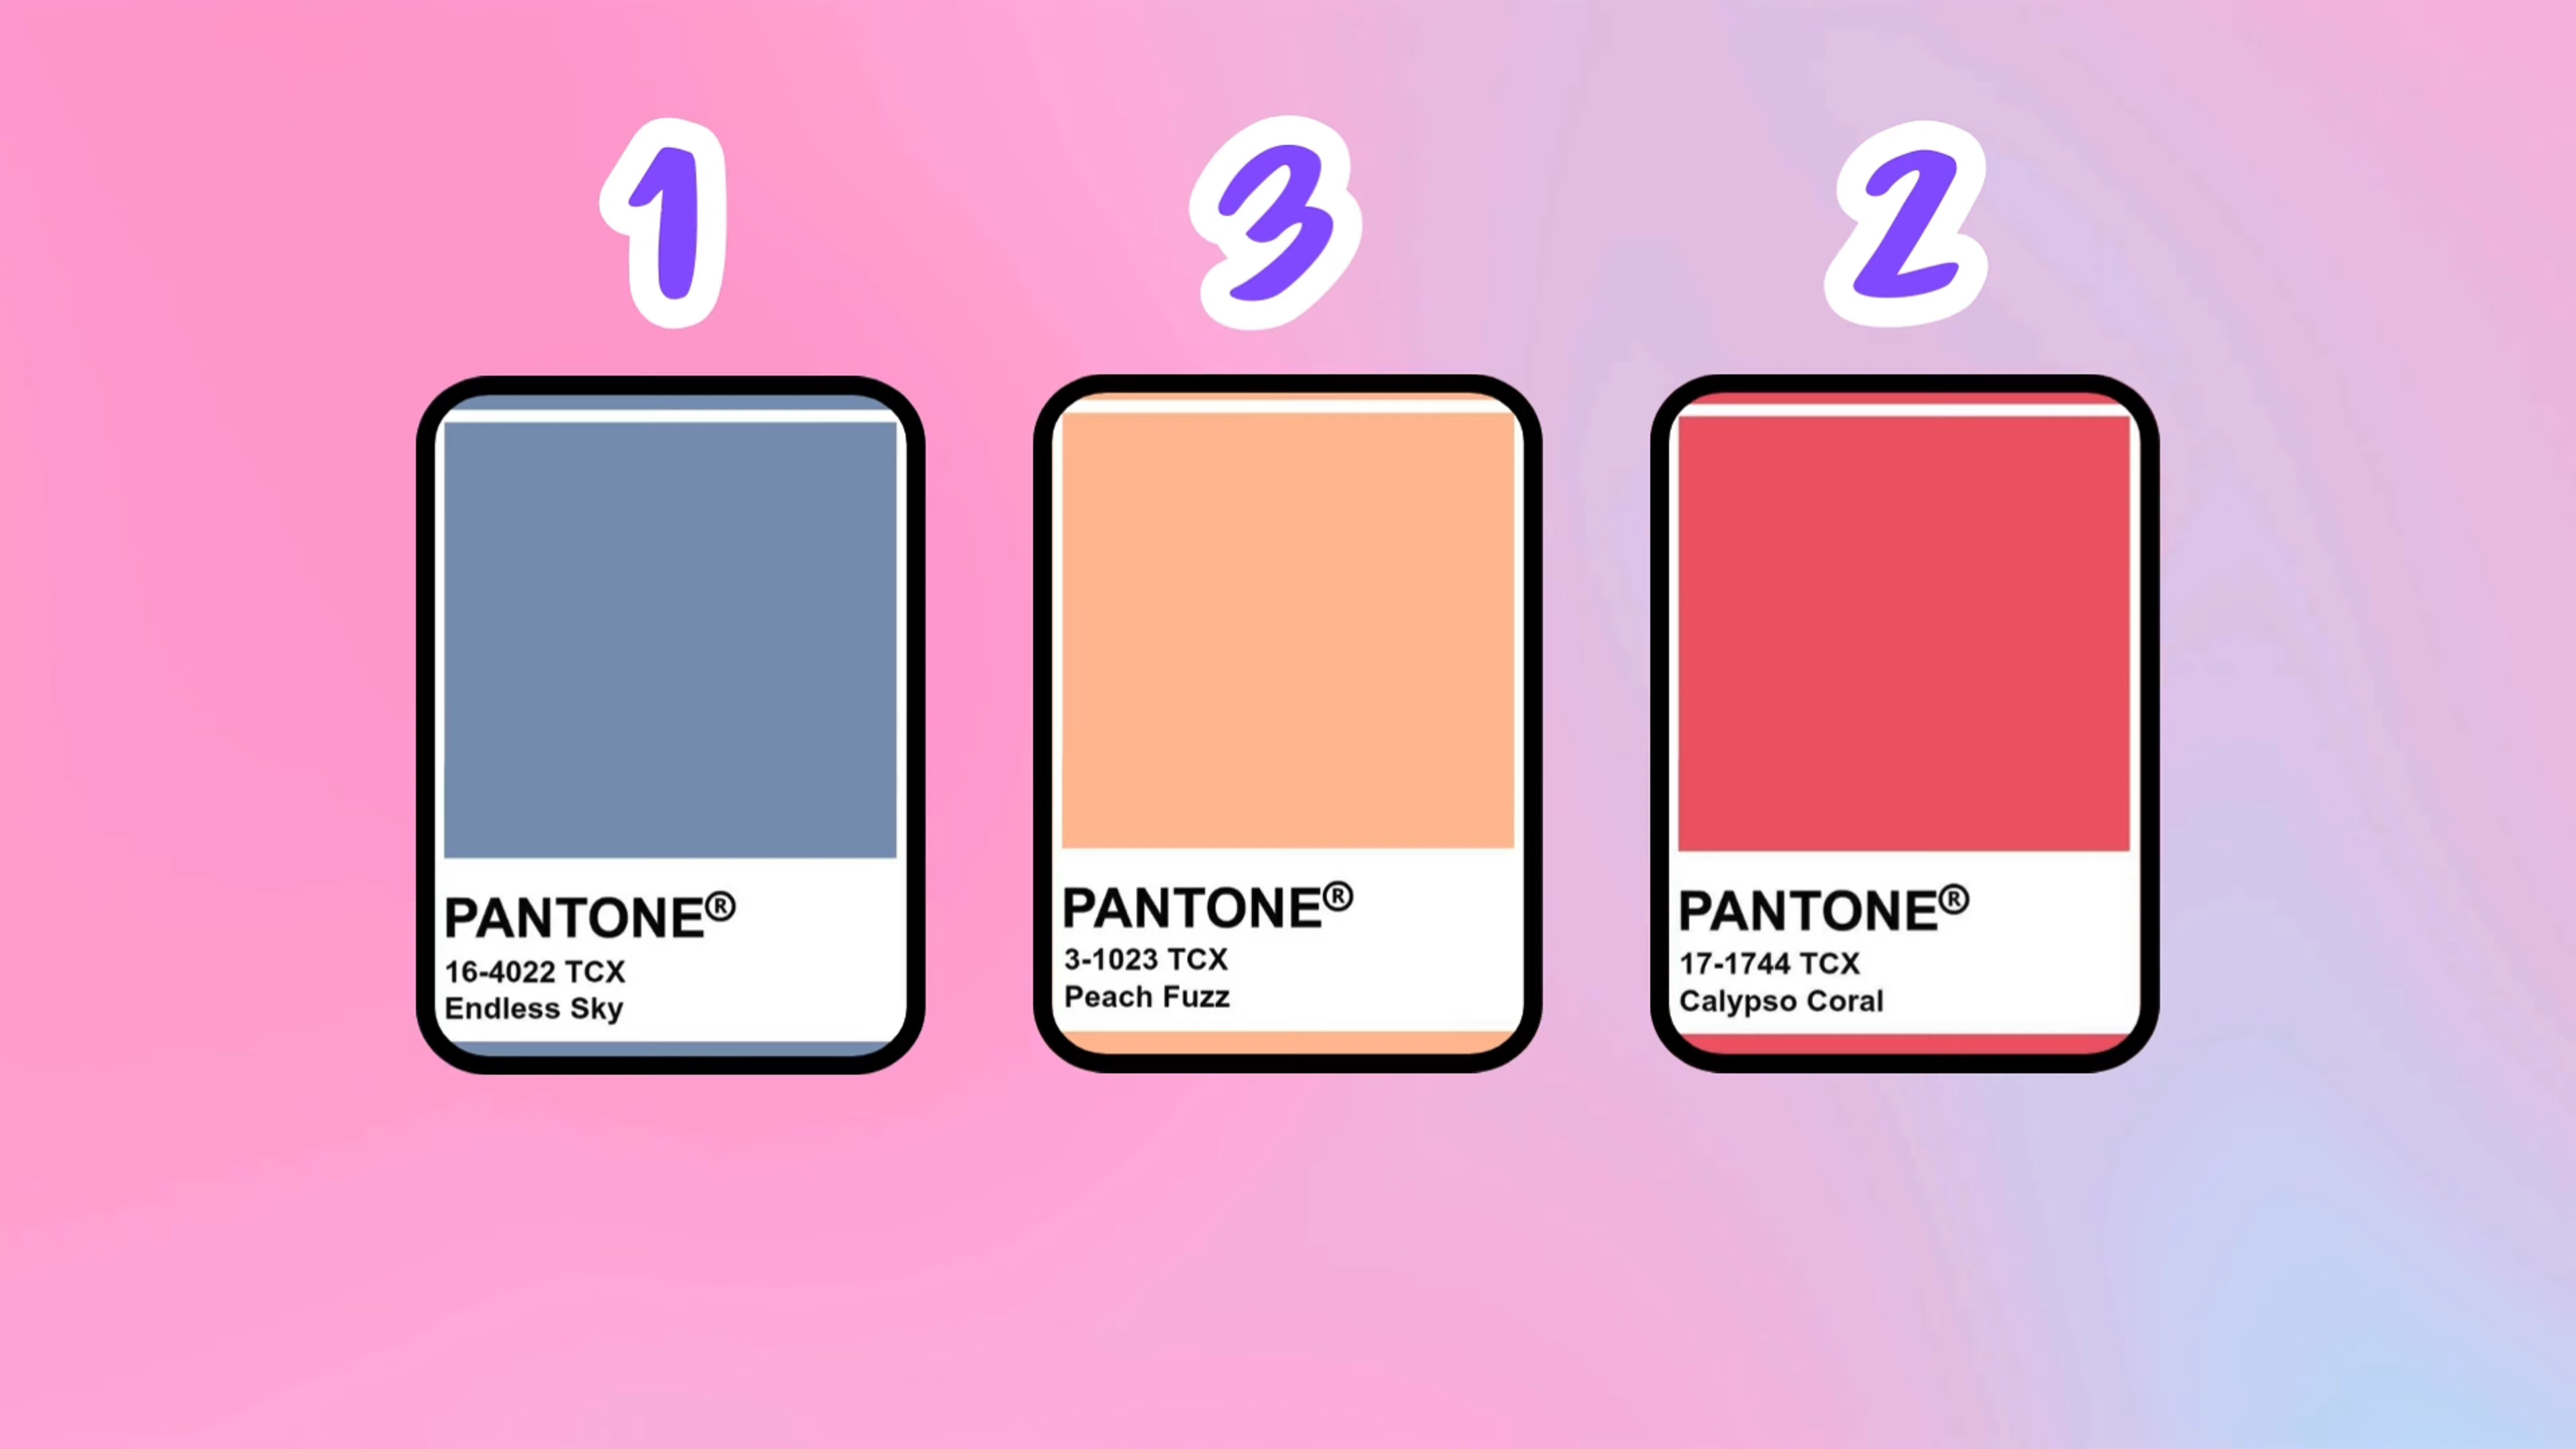 1
3
2
PANTONE®
16-4022 TCX
Endless Sky
PANTONE®
3-1023 TCX
Peach Fuzz
PANTONE®
17-1744 TCX
Calypso Coral